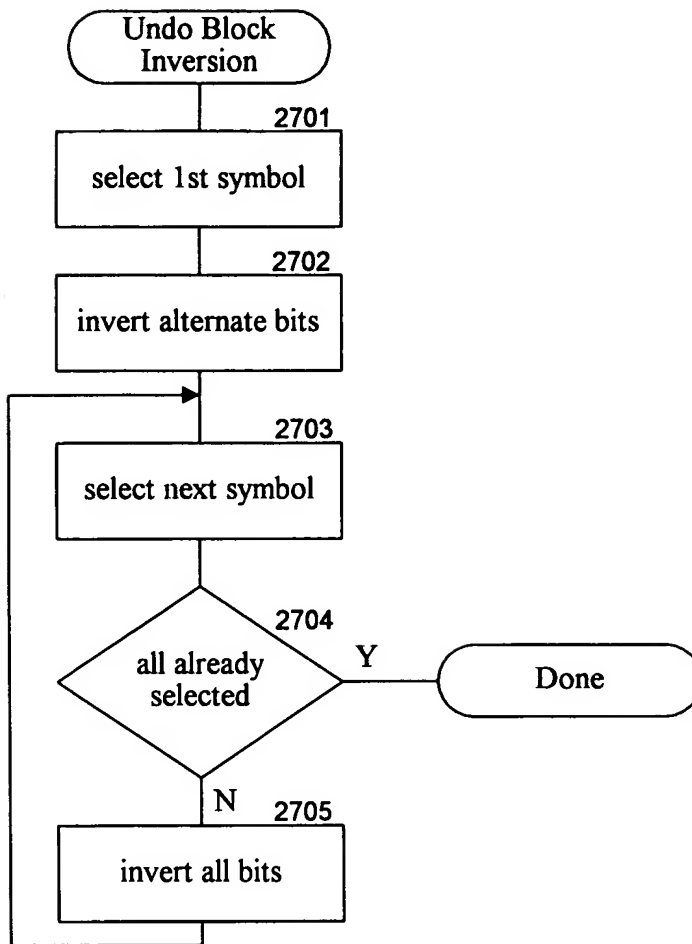 Undo Block
Inversion
2701
select 1st symbol
2702
invert alternate bits
2703
select next symbol
2704
all already
selected
Y
Done
N
2705
invert all bits